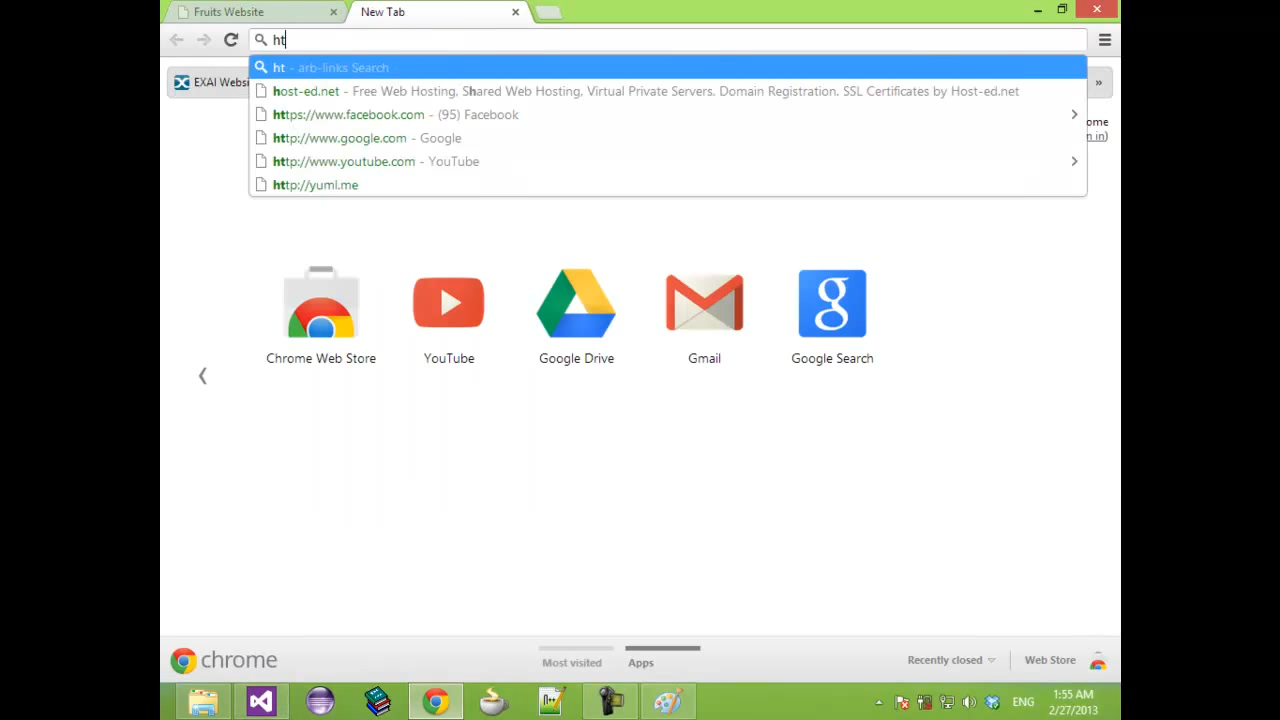 Fruits Website
New Tab
ht
EXAI Websi
ht - arb-links Search
host-ed.net - Free Web Hosting, Shared Web Hosting, Virtual Private Servers, Domain Registration, SSL Certificates by Host-ed.net
https://www.facebook.com - (95) Facebook
http://www.google.com - Google
http://www.youtube.com - YouTube
http://yuml.me
»
ome
n in)
Chrome Web Store
YouTube
Google Drive
Gmail
Google Search
chrome
Most visited
Apps
Recently closed
Web Store
ENG
1:55 AM
2/27/2013